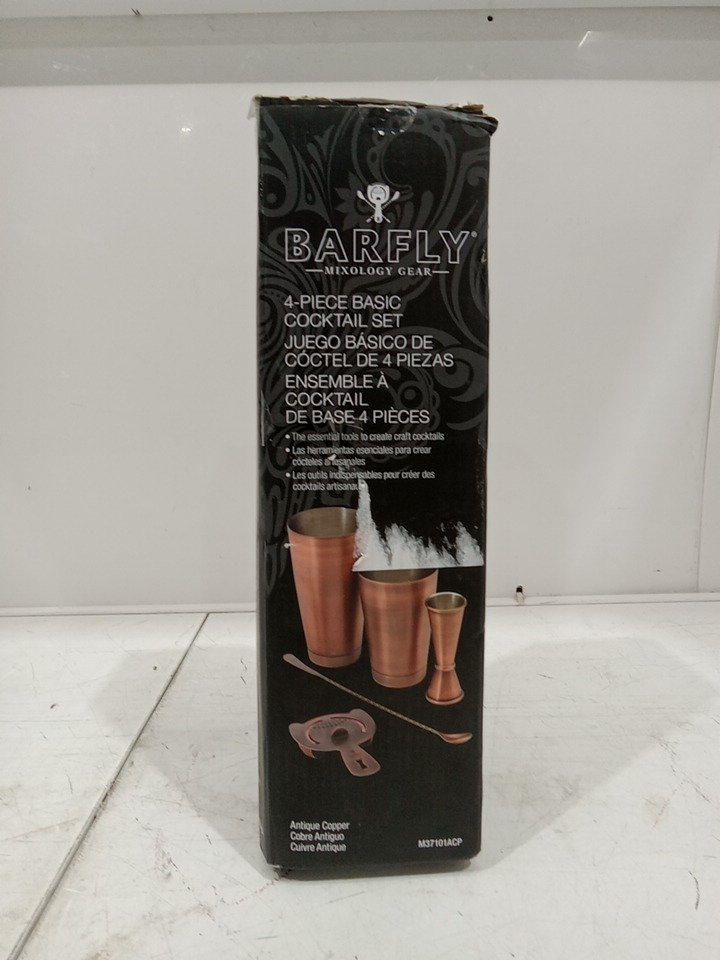 BARFLY®
MIXOLOGY GEAR
4-PIECE BASIC
COCKTAIL SET
JUEGO BÁSICO DE
CÓCTEL DE 4 PIEZAS
ENSEMBLE À
COCKTAIL
DE BASE 4 PIÈCES
• The essential tools to create craft cocktails
• Las herramientas esenciales para crear
cócteles artesanales
• Les outils indispensables pour créer des
cocktails artisanau
Antique Copper
Cobre Antiguo
Cuivre Antique
M37101ACP